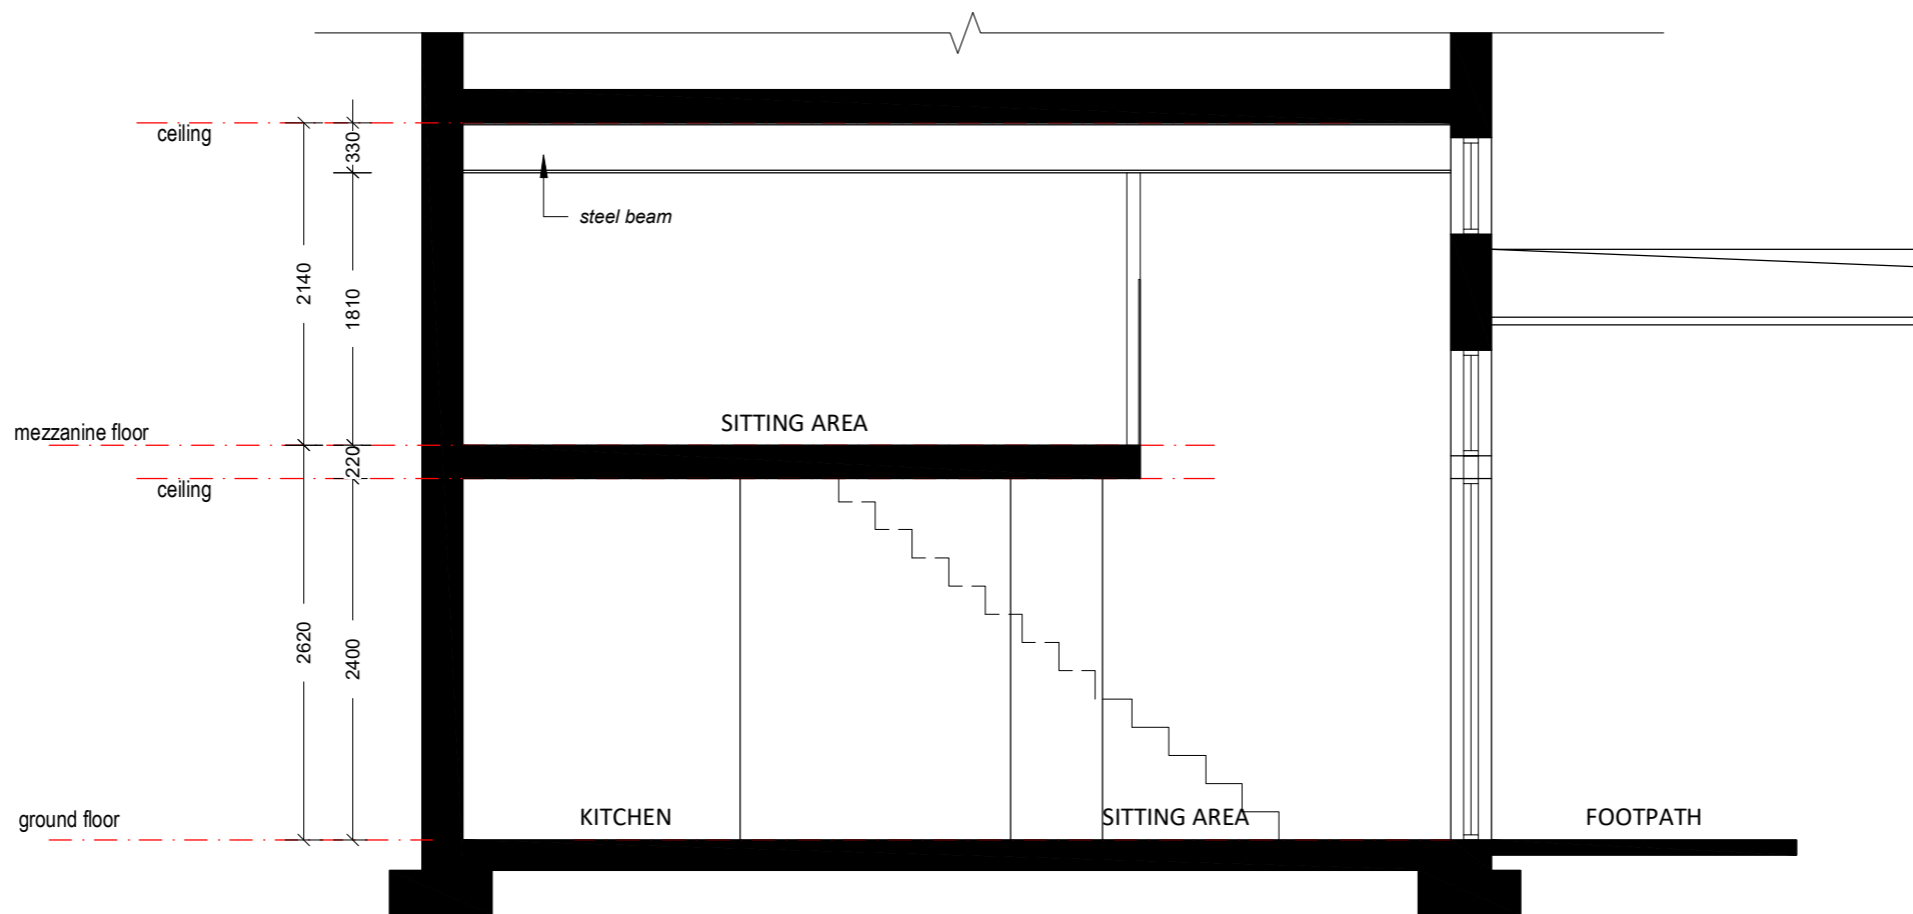 ceiling
330
steel beam
2140
1810
SITTING AREA
mezzanine floor
220
ceiling
2620
2400
ground floor
KITCHEN
SITTING AREA
FOOTPATH